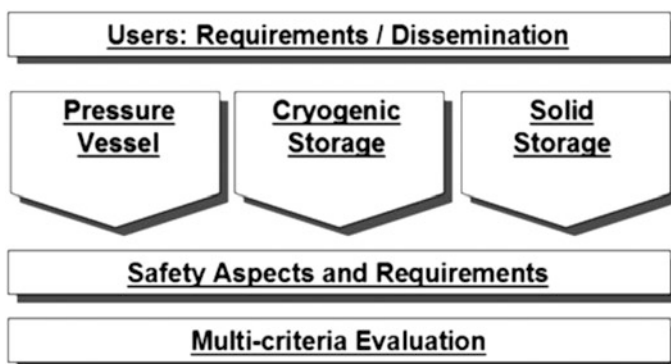 Users: Requirements / Dissemination
Pressure
Vessel
Cryogenic
Storage
Solid
Storage
Safety Aspects and Requirements
Multi-criteria Evaluation